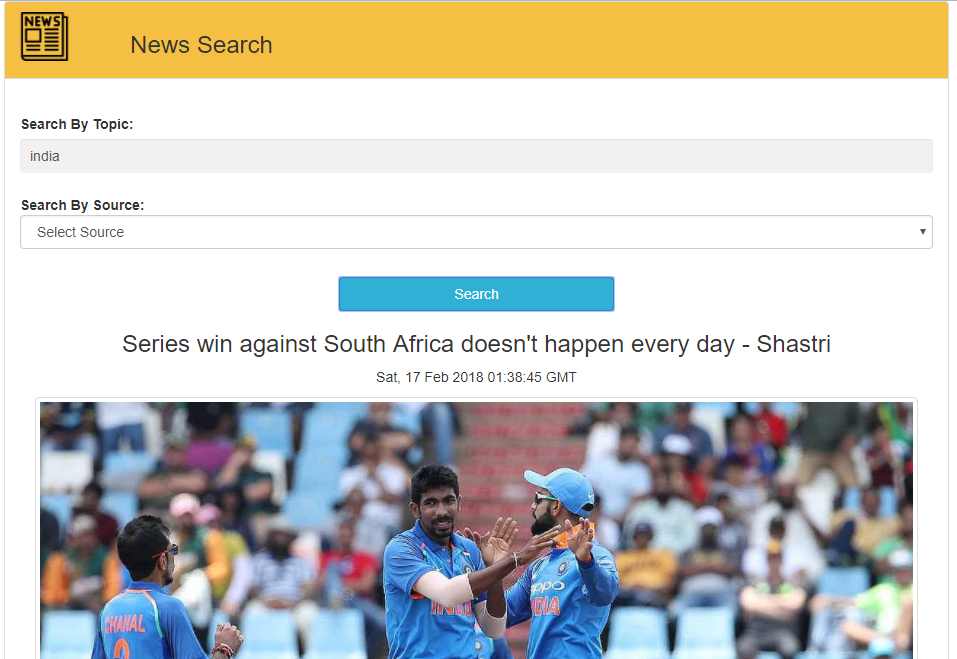 NEWS
News Search
Search By Topic:
india
Search By Source:
Select Source
Search
Series win against South Africa doesn't happen every day - Shastri
Sat, 17 Feb 2018 01:38:45 GMT
oppo
INDIA
CHAHAL